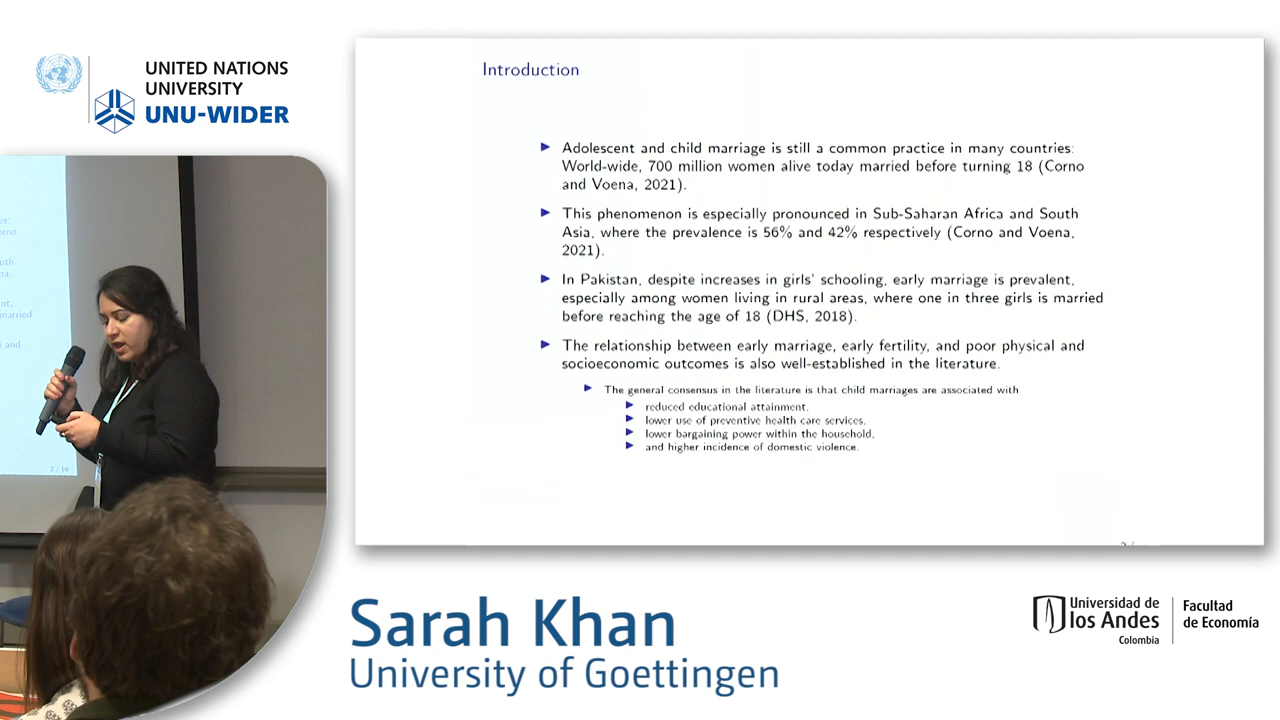 UNITED NATIONS
UNIVERSITY
UNU-WIDER
Introduction
Adolescent and child marriage is still a common practice in many countries:
World-wide, 700 million women alive today married before turning 18 (Corno
and Voena, 2021).
This phenomenon is especially pronounced in Sub-Saharan Africa and South
Asia, where the prevalence is 56% and 42% respectively (Corno and Voena,
2021).
In Pakistan, despite increases in girls' schooling, early marriage is prevalent,
especially among women living in rural areas, where one in three girls is married
before reaching the age of 18 (DHS, 2018).
The relationship between early marriage, early fertility, and poor physical and
socioeconomic outcomes is also well-established in the literature.
The general consensus in the literature is that child marriages are associated with
reduced educational attainment,
lower use of preventive health care services,
lower bargaining power within the household,
and higher incidence of domestic violence.
married
and
2 / 10
Sarah Khan
University of Goettingen
Universidad de
los Andes
Colombia
Facultad
de Economía